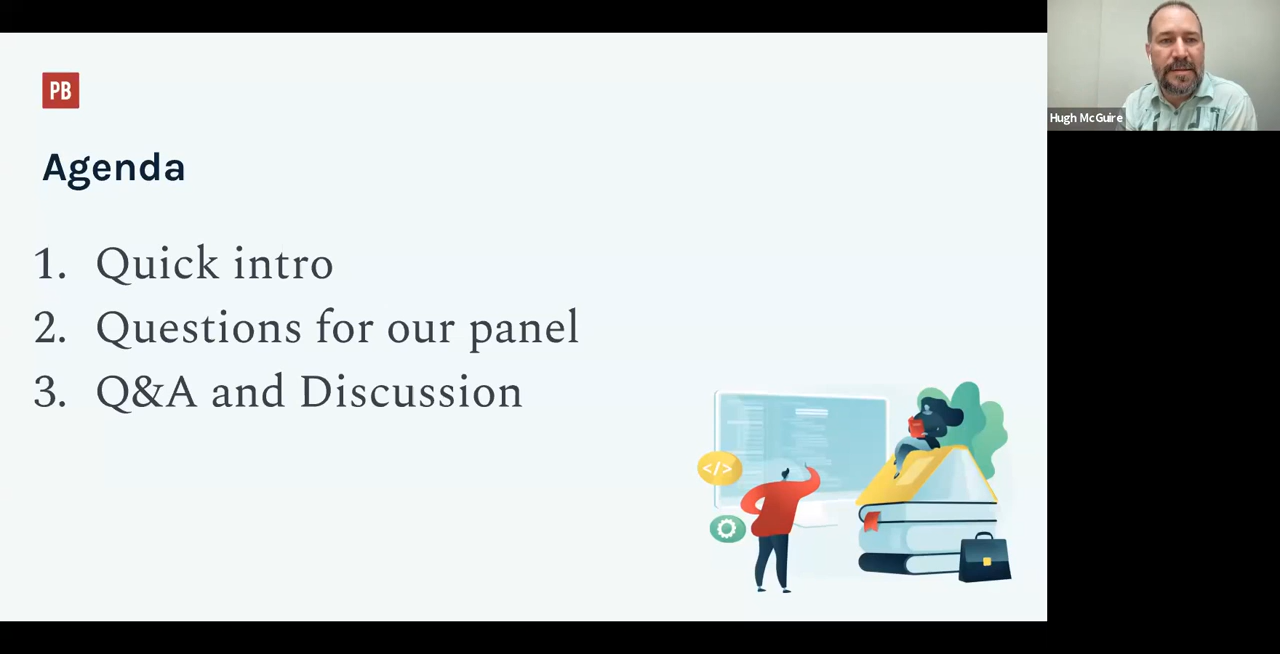 PB
Agenda
1. Quick intro
2. Questions for our panel
3. Q&A and Discussion
</>
Hugh McGuire